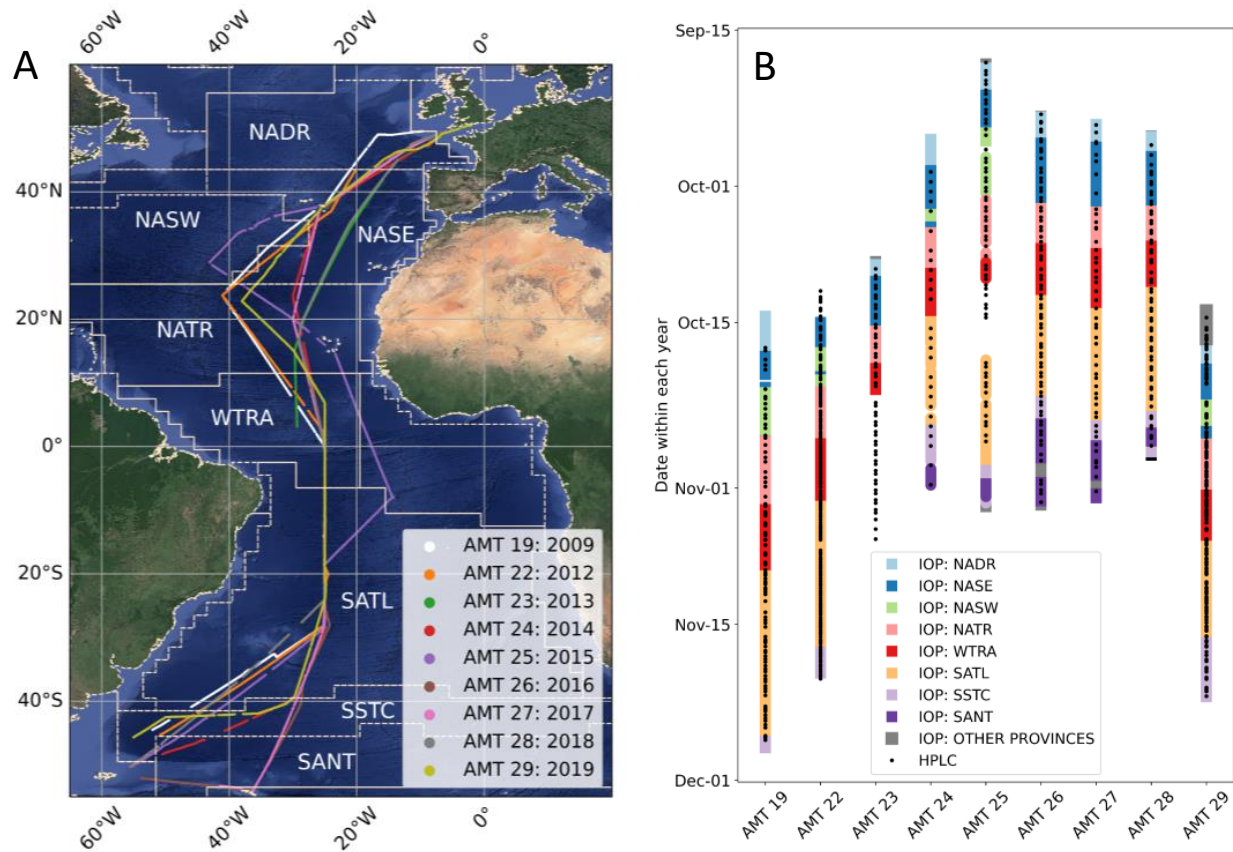 60°W
40°W
20°W
0°
A
NADR
40°N
NASW
NASE
20°N
NATR
WTRA
0°
20°S
SATL
40°S
SSTC
SANT
AMT 19: 2009
AMT 22: 2012
AMT 23: 2013
AMT 24: 2014
AMT 25: 2015
AMT 26: 2016
AMT 27: 2017
AMT 28: 2018
AMT 29: 2019
60°W
40°W
20°W
0°
B
Date within each year
Sep-15
Oct-01
Oct-15
Nov-01
Nov-15
Dec-01
IOP: NADR
IOP: NASE
IOP: NASW
IOP: NATR
IOP: WTRA
IOP: SATL
IOP: SSTC
IOP: SANT
IOP: OTHER PROVINCES
HPLC
AMT 19
AMT 22
AMT 23
AMT 24
AMT 25
AMT 26
AMT 27
AMT 28
AMT 29